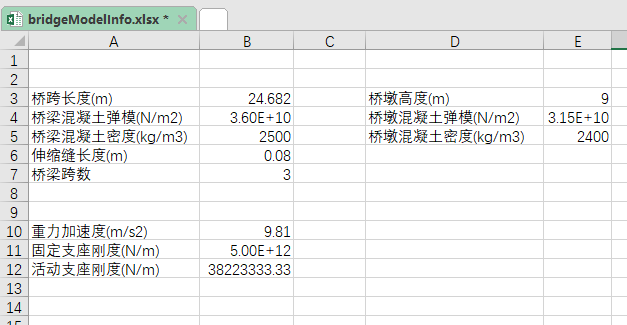 bridgeModelInfo.xlsx *
A B C D E
1
2
3 桥跨长度(m) 24.682 桥墩高度(m) 9
4 桥梁混凝土弹模(N/m2) 3.60E+10 桥墩混凝土弹模(N/m2) 3.15E+10
5 桥梁混凝土密度(kg/m3) 2500 桥墩混凝土密度(kg/m3) 2400
6 伸缩缝长度(m) 0.08
7 桥梁跨数 3
8
9
10 重力加速度(m/s2) 9.81
11 固定支座刚度(N/m) 5.00E+12
12 活动支座刚度(N/m) 38223333.33
13
14
15